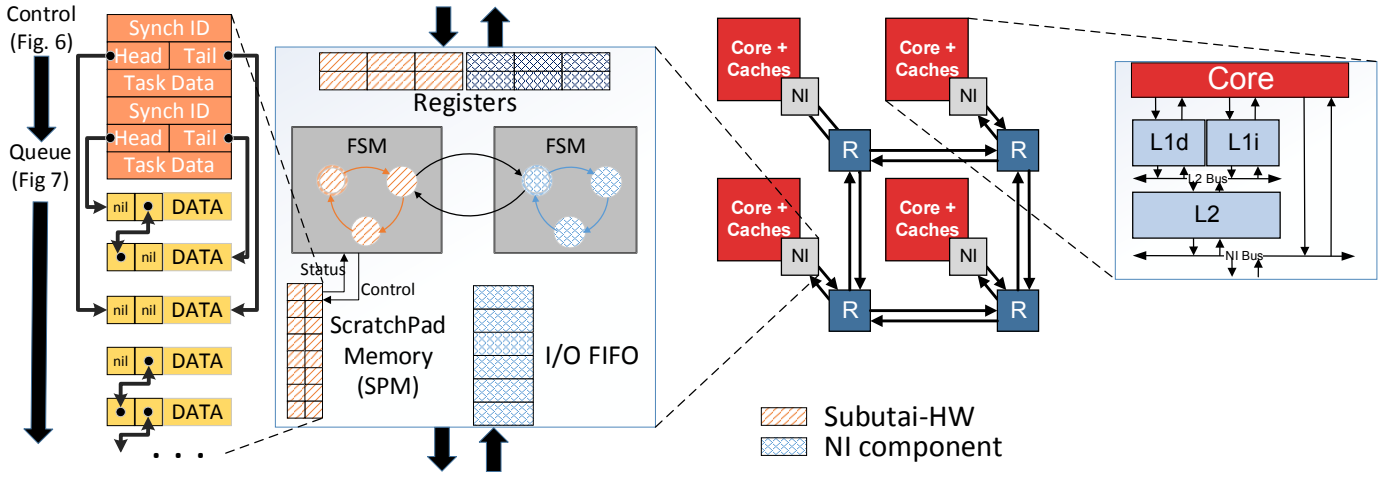 Control
(Fig. 6)
Queue
(Fig 7)
Synch ID
Head Tail
Task Data
Synch ID
Head Tail
Task Data
nil DATA
nil DATA
nil nil DATA
nil DATA
DATA
. . .
Registers
FSM
FSM
Status
Control
ScratchPad
Memory
(SPM)
I/O FIFO
Core +
Caches
NI
R
Core +
Caches
NI
R
Core +
Caches
NI
R
Core +
Caches
NI
R
Core
L1d
L1i
L2 Bus
L2
NI Bus
Subutai-HW
NI component